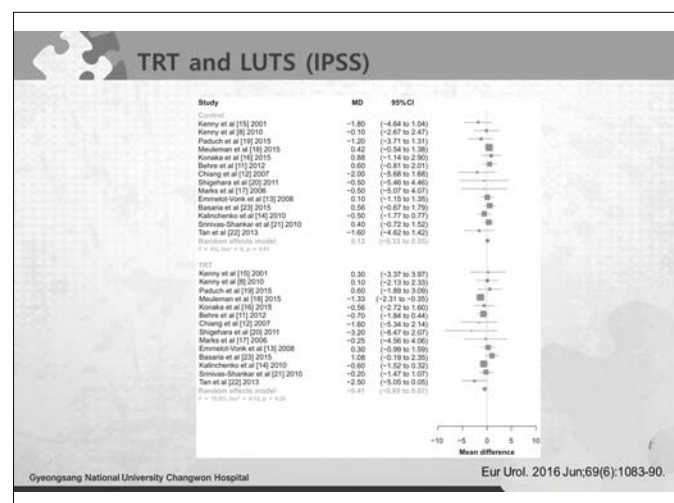 TRT and LUTS (IPSS)
Study MD 95%CI
Control
Kenny et al [15] 2001 −1.80 (−4.64 to 1.04)
Kenny et al [8] 2010 −0.10 (−2.67 to 2.47)
Paduch et al [19] 2015 −1.20 (−3.71 to 1.31)
Meuleman et al [18] 2015 0.42 (−0.54 to 1.38)
Konaka et al [16] 2015 0.88 (−1.14 to 2.90)
Behre et al [11] 2012 0.60 (−0.81 to 2.01)
Chiang et al [12] 2007 −2.00 (−5.68 to 1.68)
Shigehara et al [20] 2011 −0.50 (−5.46 to 4.46)
Marks et al [17] 2006 −0.50 (−5.07 to 4.07)
Emmelot-Vonk et al [13] 2008 0.10 (−1.15 to 1.35)
Basaria et al [23] 2015 0.56 (−0.67 to 1.79)
Kalinchenko et al [14] 2010 −0.50 (−1.77 to 0.77)
Srinivas-Shankar et al [21] 2010 0.40 (−0.72 to 1.52)
Tan et al [22] 2013 −1.60 (−4.62 to 1.42)
Random effects model 0.12
TRT
Kenny et al [15] 2001 0.30 (−3.37 to 3.97)
Kenny et al [8] 2010 0.10 (−2.13 to 2.33)
Paduch et al [19] 2015 0.60 (−1.89 to 3.09)
Meuleman et al [18] 2015 −1.33 (−2.31 to −0.35)
Konaka et al [16] 2015 −0.56 (−2.72 to 1.60)
Behre et al [11] 2012 −0.70 (−1.84 to 0.44)
Chiang et al [12] 2007 −1.60 (−5.34 to 2.14)
Shigehara et al [20] 2011 −3.20 (−8.47 to 2.07)
Marks et al [17] 2006 −0.25 (−4.56 to 4.06)
Emmelot-Vonk et al [13] 2008 0.30 (−0.99 to 1.59)
Basaria et al [23] 2015 1.08 (−0.19 to 2.35)
Kalinchenko et al [14] 2010 −0.60 (−1.52 to 0.32)
Srinivas-Shankar et al [21] 2010 −0.20 (−1.47 to 1.07)
Tan et al [22] 2013 −2.50 (−5.05 to 0.05)
Random effects model −0.41 (−0.89 to 0.07)
−10 −5 0 5 10
Mean difference
Gyeongsang National University Changwon Hospital
Eur Urol. 2016 Jun;69(6):1083-90.